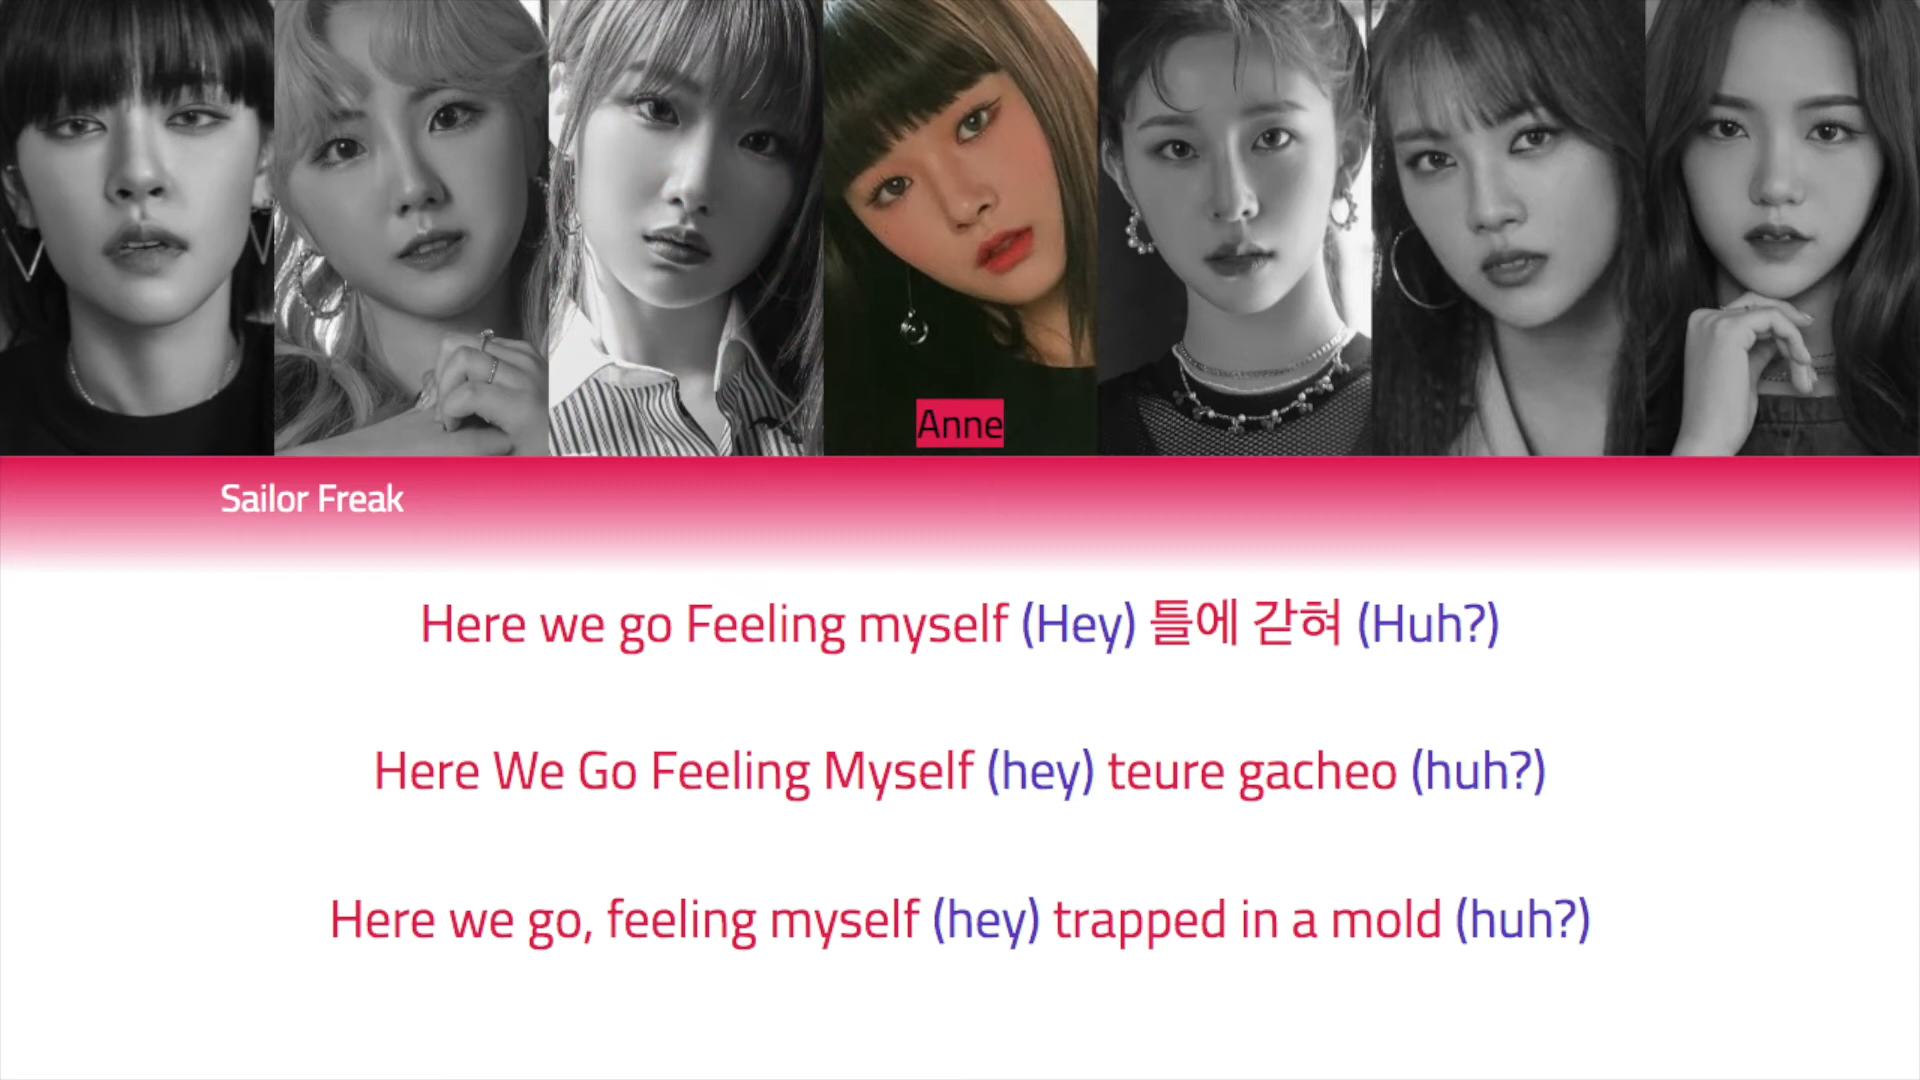 Anne
Sailor Freak
Here we go Feeling myself (Hey) 틀에 갇혀 (Huh?)
Here We Go Feeling Myself (hey) teure gacheo (huh?)
Here we go, feeling myself (hey) trapped in a mold (huh?)